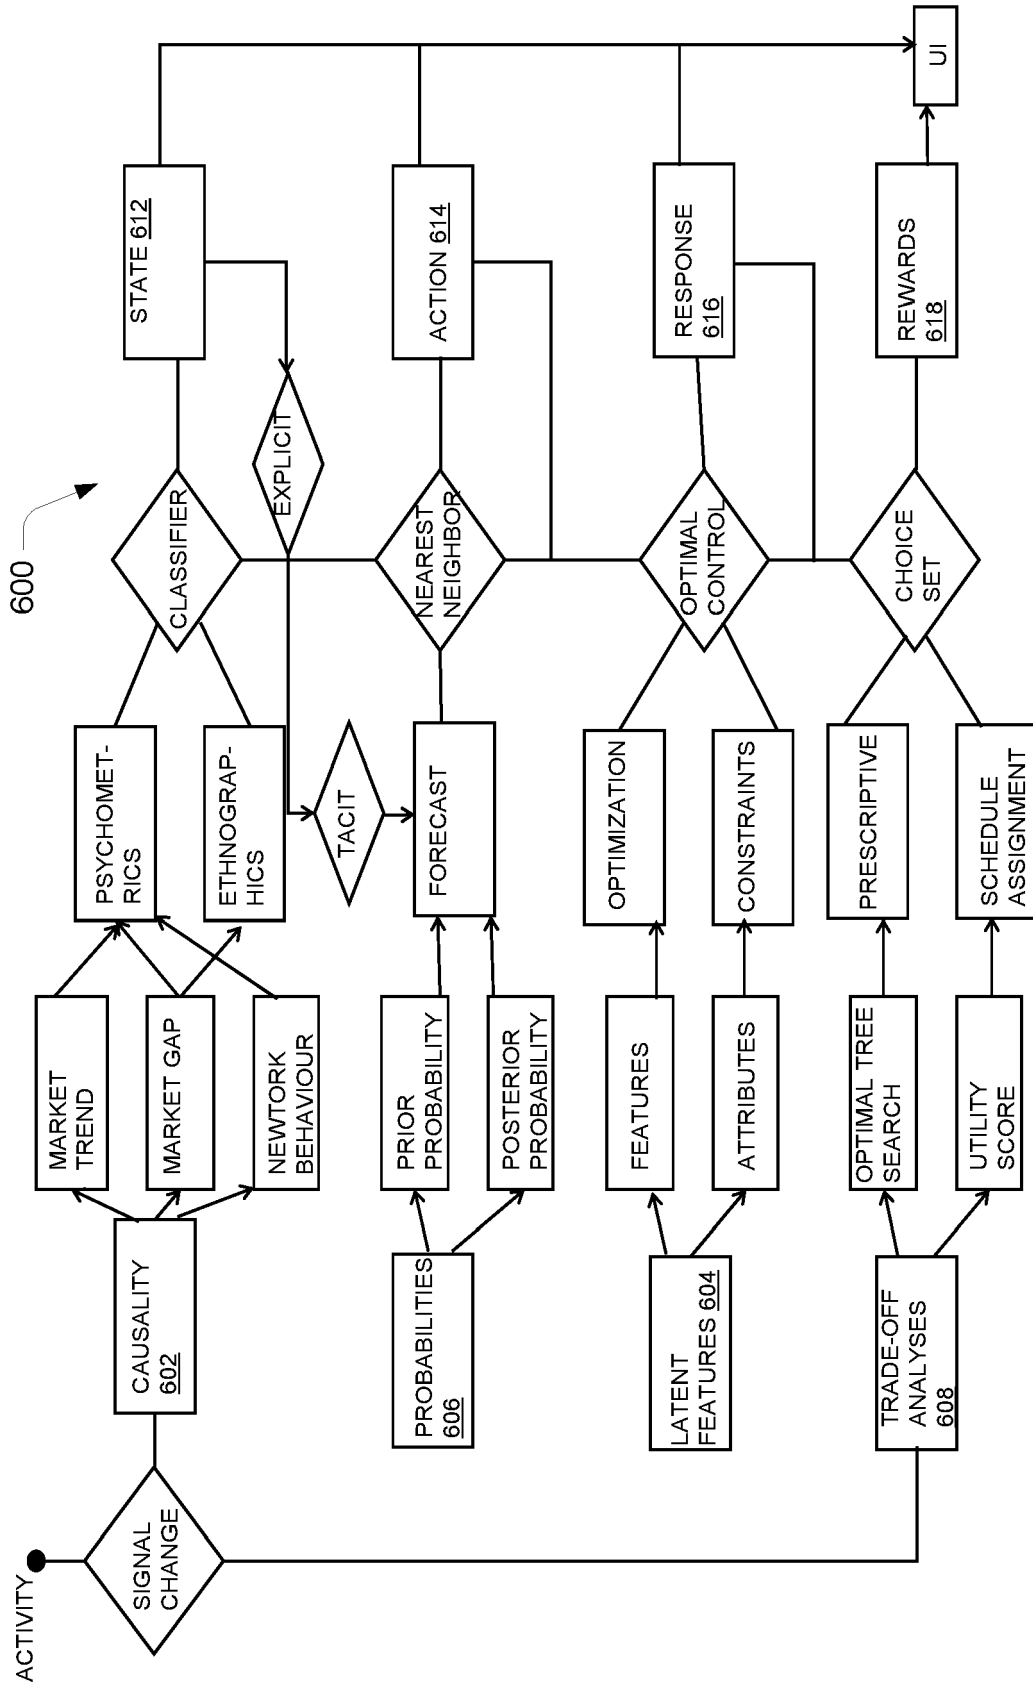 600
ACTIVITY
SIGNAL
CHANGE
CAUSALITY
602
MARKET
TREND
MARKET GAP
NEWTORK
BEHAVIOUR
PSYCHOMET-
RICS
ETHNOGRAP-
HICS
CLASSIFIER
STATE 612
EXPLICIT
TACIT
PROBABILITIES
606
PRIOR
PROBABILITY
POSTERIOR
PROBABILITY
FORECAST
NEAREST
NEIGHBOR
ACTION 614
LATENT
FEATURES 604
FEATURES
ATTRIBUTES
OPTIMIZATION
CONSTRAINTS
OPTIMAL
CONTROL
RESPONSE
616
TRADE-OFF
ANALYSES
608
OPTIMAL TREE
SEARCH
UTILITY
SCORE
PRESCRIPTIVE
SCHEDULE
ASSIGNMENT
CHOICE
SET
REWARDS
618
UI